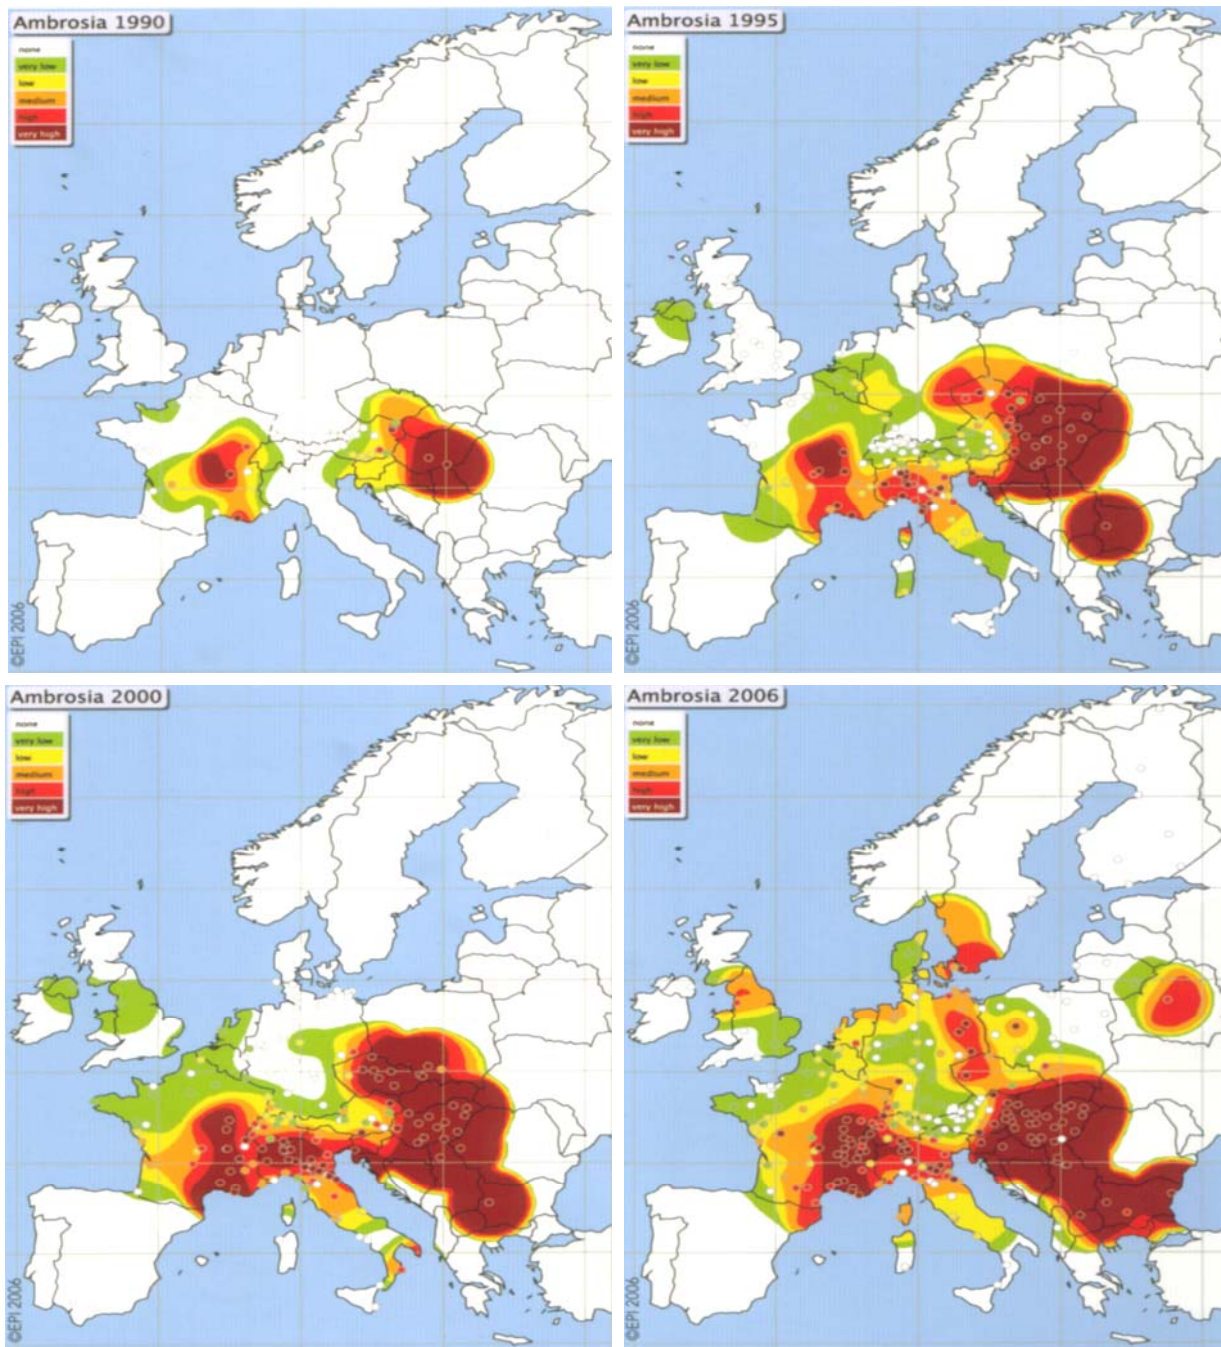 Ambrosia 1990
none
very low
low
medium
high
very high
©EPI 2006
Ambrosia 1995
none
very low
low
medium
high
very high
©EPI 2006
Ambrosia 2000
none
very low
low
medium
high
very high
©EPI 2006
Ambrosia 2006
none
very low
low
medium
high
very high
©EPI 2006